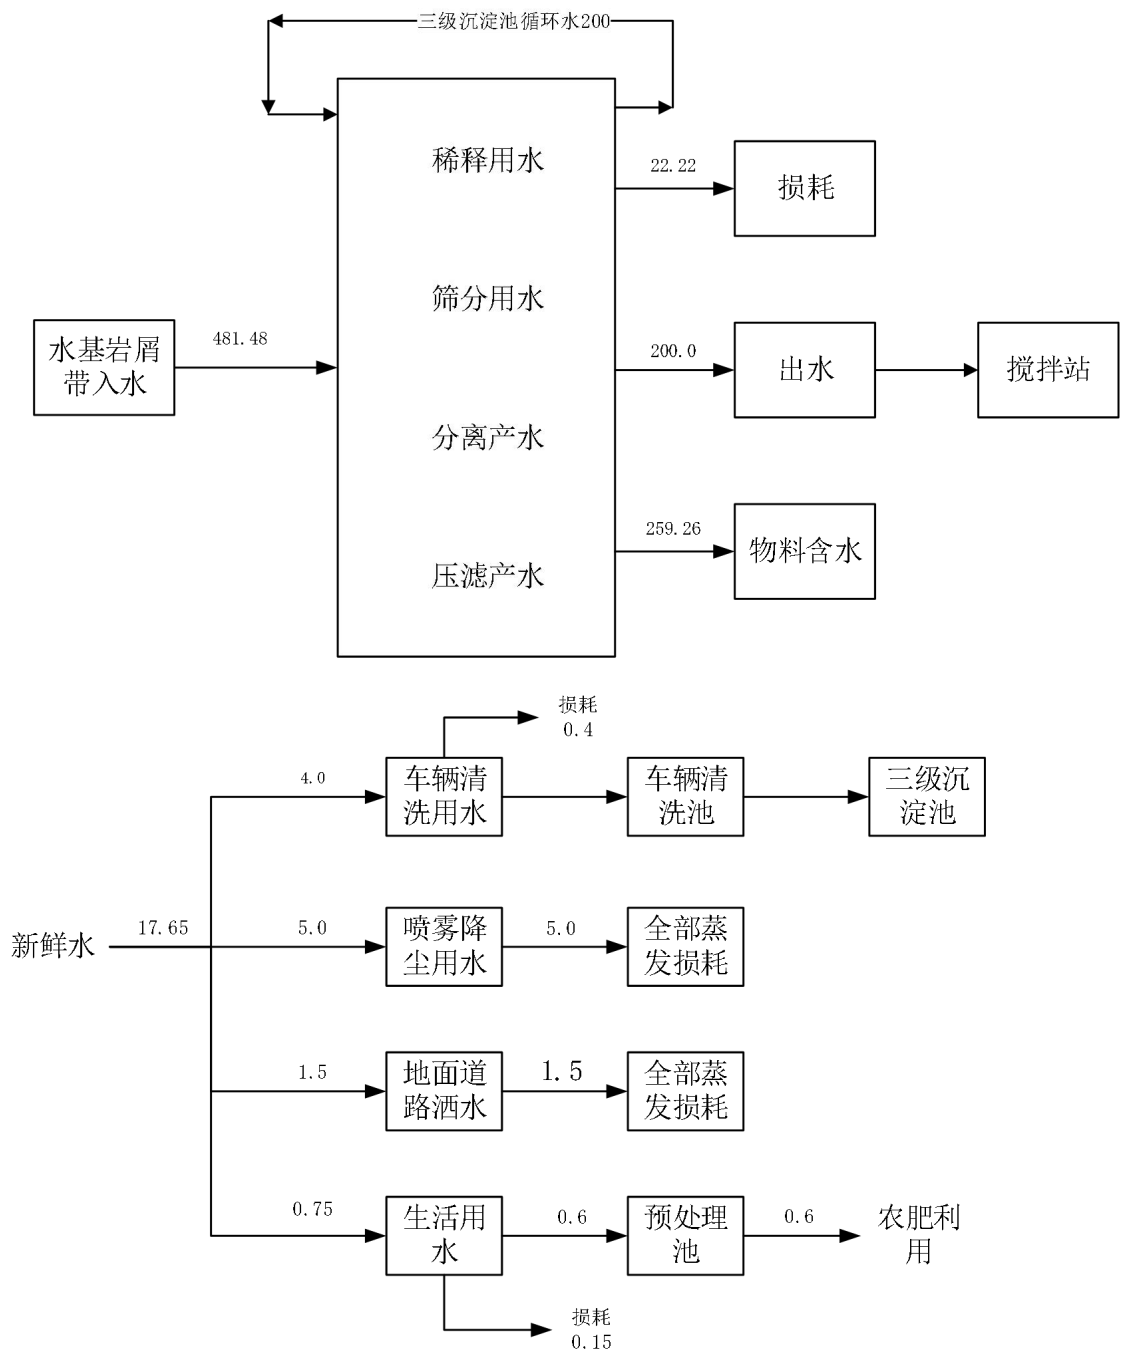 三级沉淀池循环水200
稀释用水
22.22
损耗
筛分用水
水基岩屑
带入水
481.48
200.0
出水
搅拌站
分离产水
259.26
物料含水
压滤产水
损耗
0.4
4.0
车辆清
洗用水
车辆清
洗池
三级沉
淀池
新鲜水
17.65
5.0
喷雾降
尘用水
5.0
全部蒸
发损耗
1.5
地面道
路洒水
1.5
全部蒸
发损耗
0.75
生活用
水
0.6
预处理
池
0.6
农肥利
用
损耗
0.15